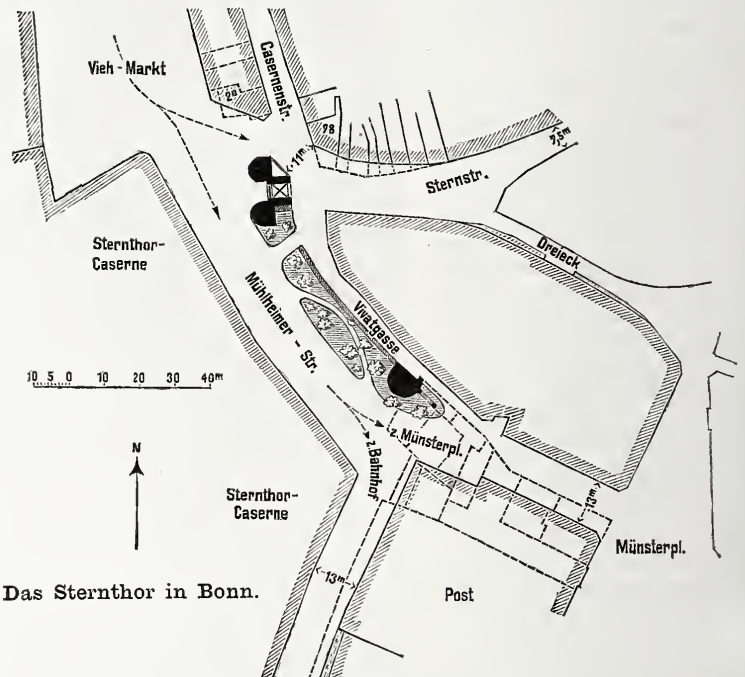 Vieh-Markt
Casernenstr.
2a
98
11m
7,5m
Sternstr.
Dreieck
Sternthor-
Caserne
Mühlheimer-Str.
Vivatgasse
10 5 0 10 20 30 40m
N
z. Münsterpl.
z. Bahnhof
Sternthor-
Caserne
13m
Münsterpl.
13m
Das Sternthor in Bonn.
Post